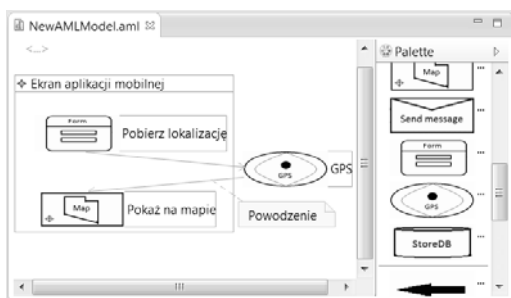 NewAMLModel.aml
<...>
Ekran aplikacji mobilnej
Form
Pobierz lokalizację
GPS
GPS
Map
Pokaż na mapie
Powodzenie
Palette
Map
...
Send message
...
Form
...
GPS
...
StoreDB
...
...